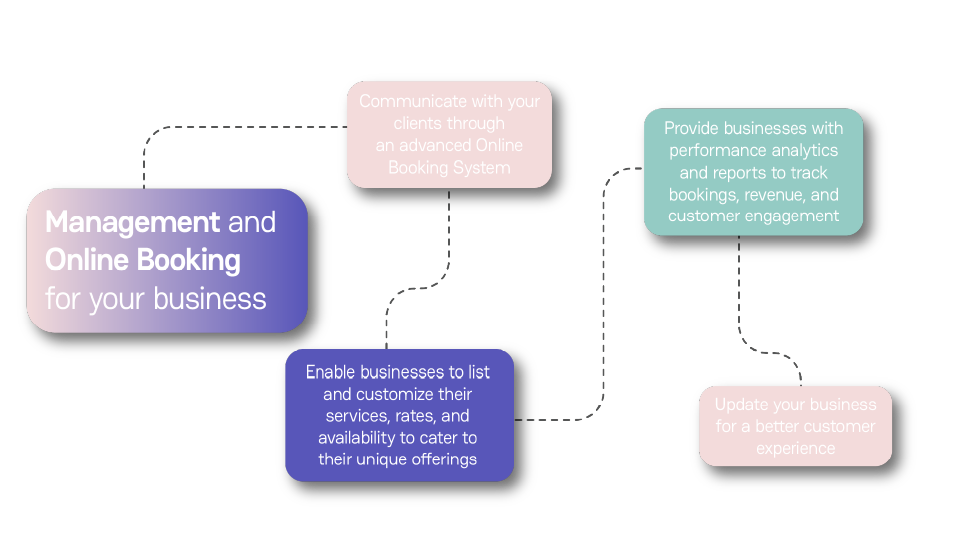 Management and
Online Booking
for your business
Communicate with your
clients through
an advanced Online
Booking System
Enable businesses to list
and customize their
services, rates, and
availability to cater to
their unique offerings
Provide businesses with
performance analytics
and reports to track
bookings, revenue, and
customer engagement
Update your business
for a better customer
experience